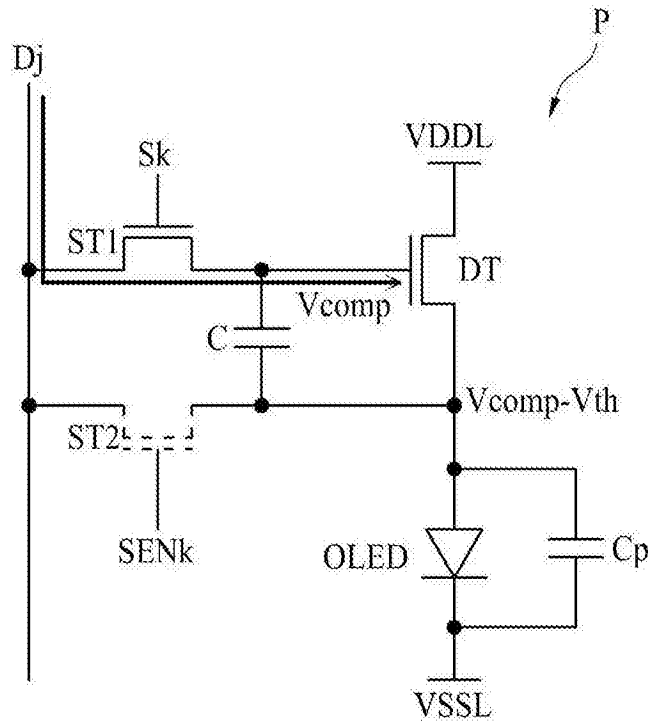 P
Dj
VDDL
Sk
ST1
DT
Vcomp
C
Vcomp-Vth
ST2
SENk
OLED
Cp
VSSL